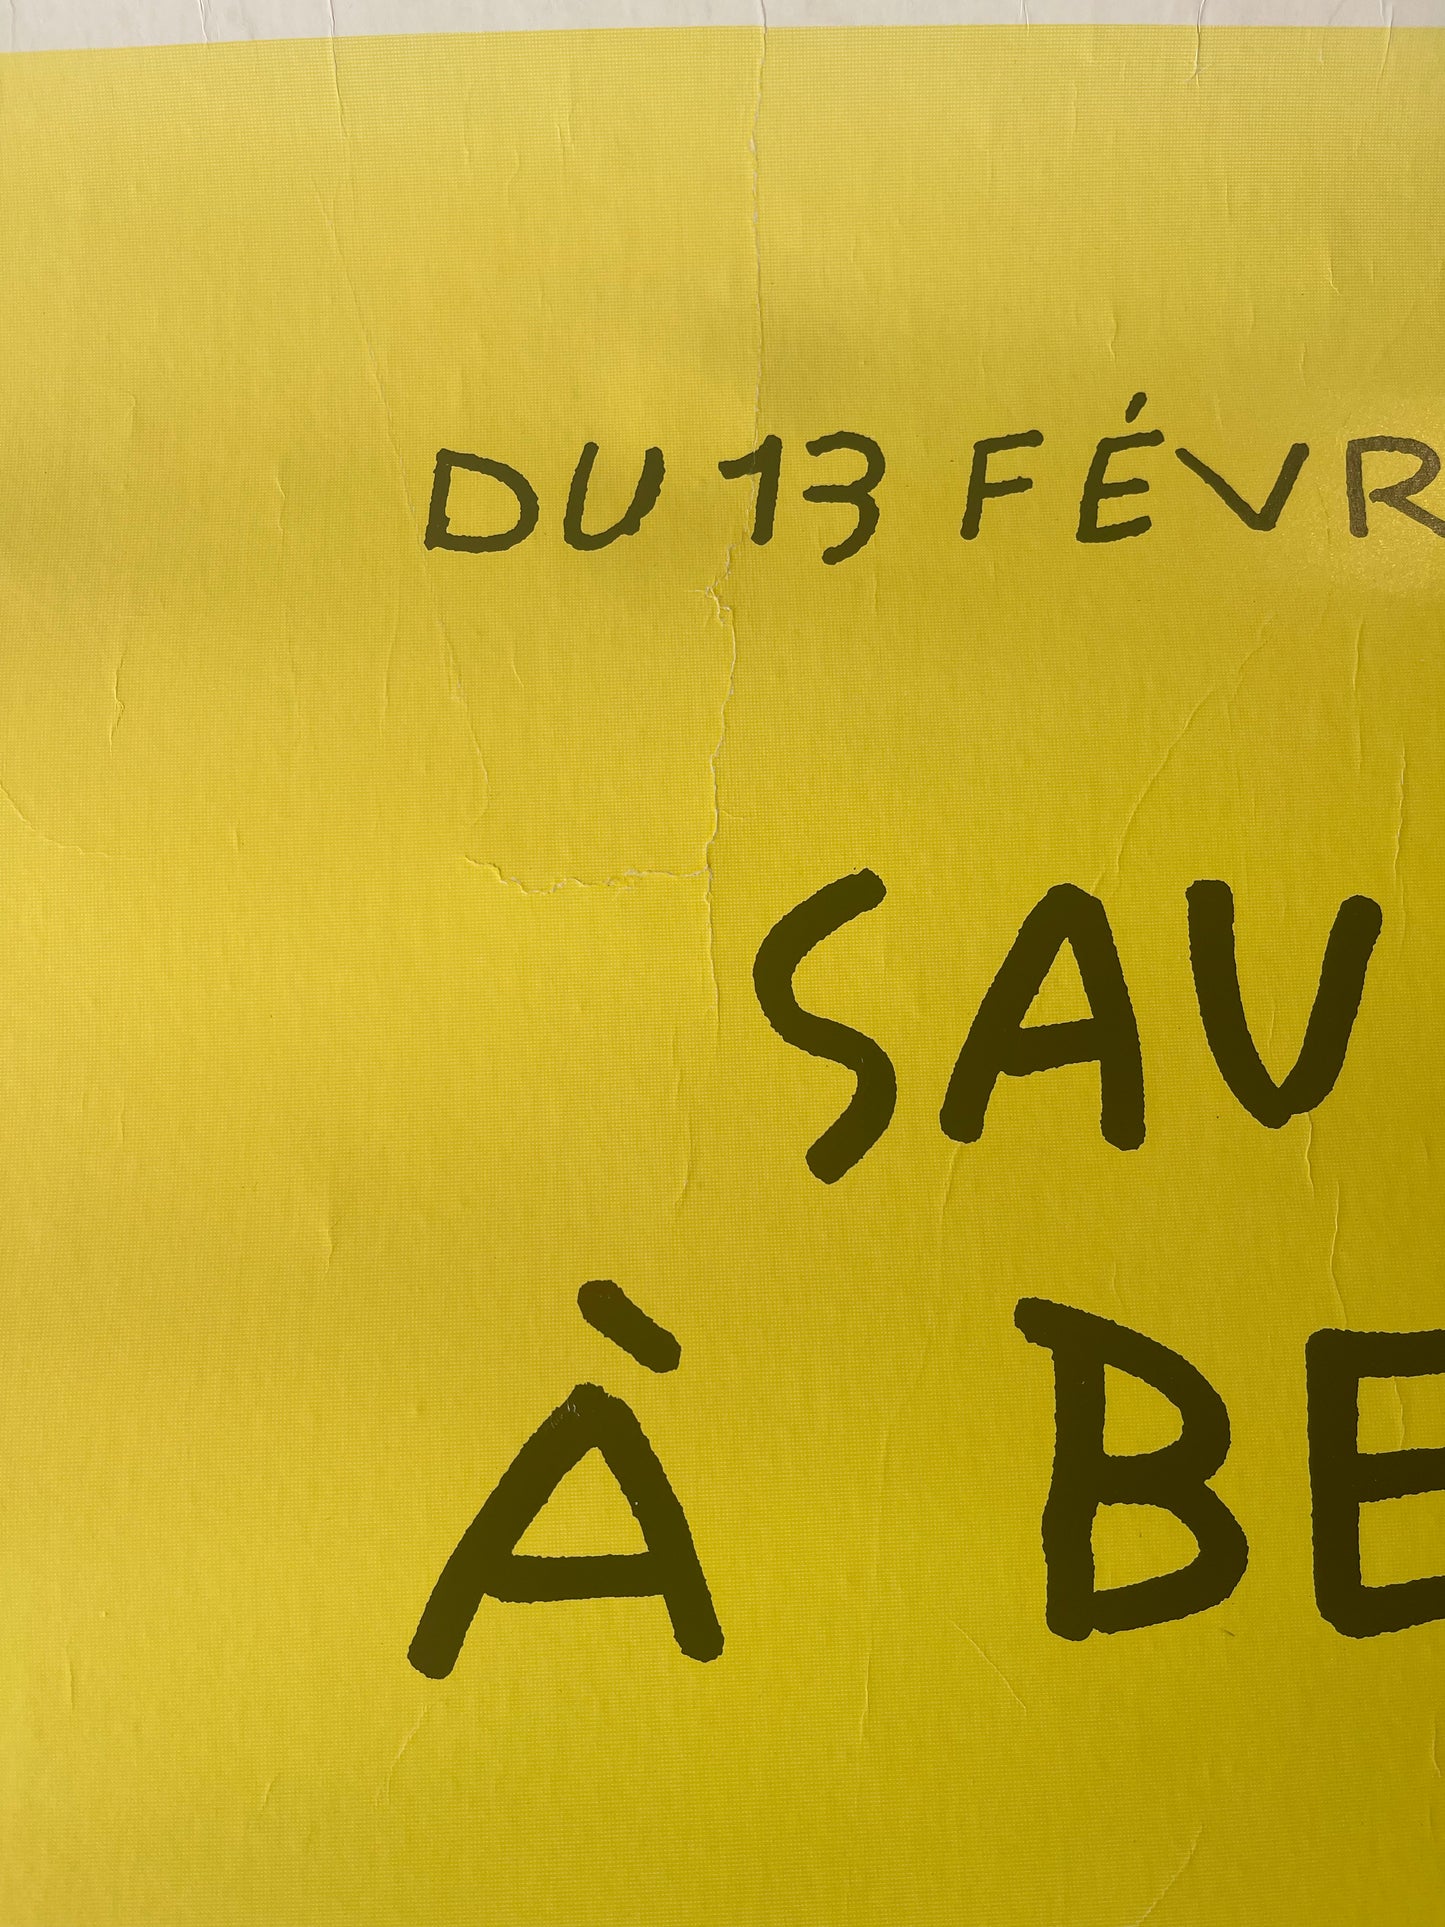 DU 13 FÉVR
SAU
À BE